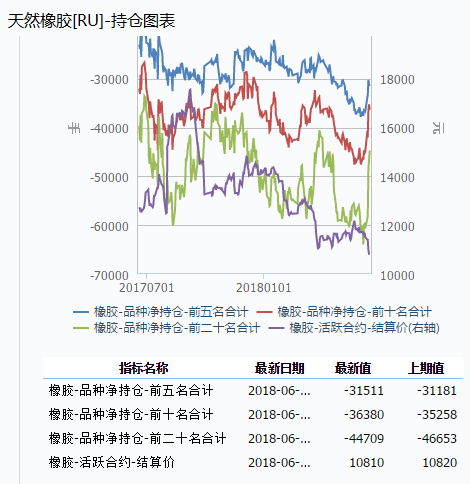 天然橡胶[RU]-持仓图表
-30000
-40000
-50000
-60000
-70000
手
18000
16000
14000
12000
10000
元
20170701 20180101
橡胶-品种净持仓-前五名合计 橡胶-品种净持仓-前十名合计
橡胶-品种净持仓-前二十名合计 橡胶-活跃合约-结算价(右轴)
指标名称 最新日期 最新值 上期值
橡胶-品种净持仓-前五名合计 2018-06-... -31511 -31181
橡胶-品种净持仓-前十名合计 2018-06-... -36380 -35258
橡胶-品种净持仓-前二十名合计 2018-06-... -44709 -46653
橡胶-活跃合约-结算价 2018-06-... 10810 10820